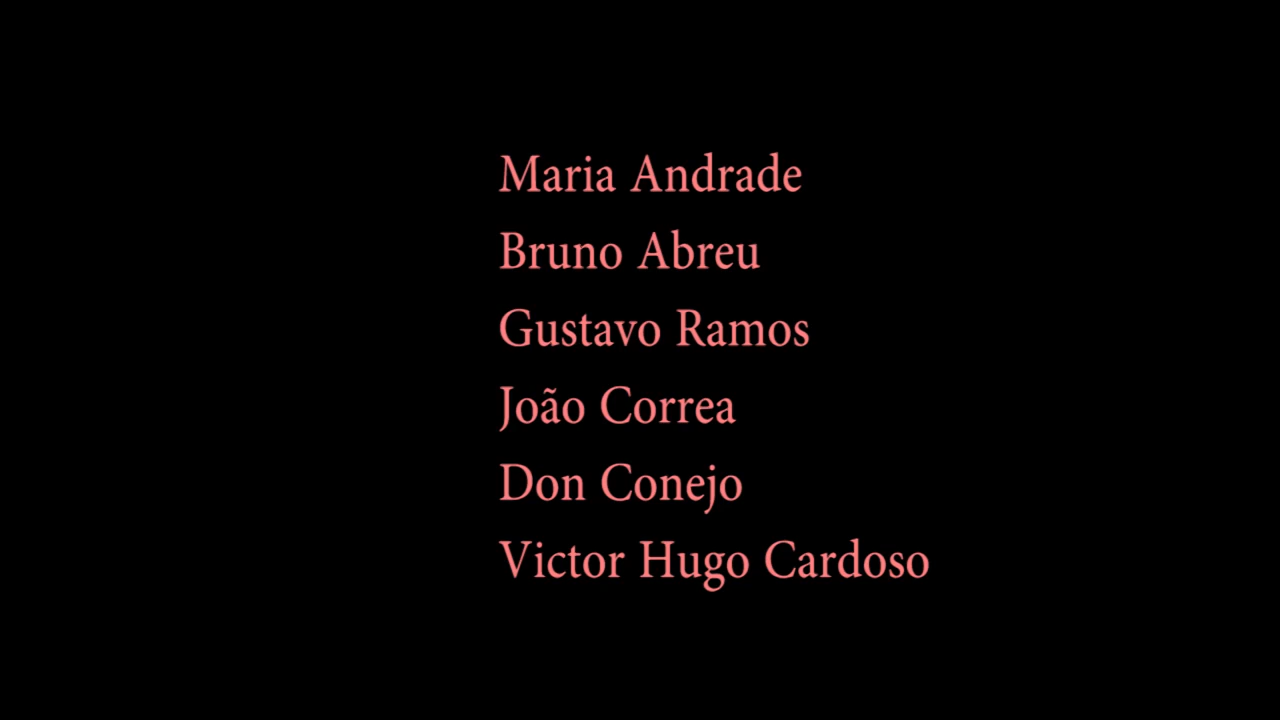 Maria Andrade
Bruno Abreu
Gustavo Ramos
João Correa
Don Conejo
Victor Hugo Cardoso